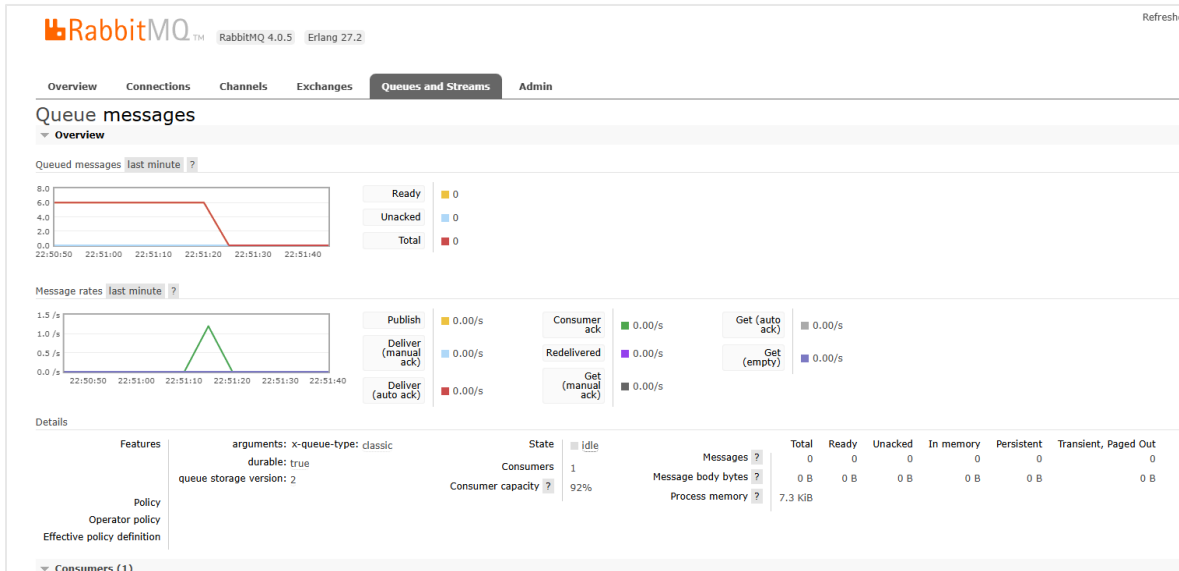 Refreshe
RabbitMQ TM RabbitMQ 4.0.5 Erlang 27.2
Overview Connections Channels Exchanges Queues and Streams Admin
Queue messages
Overview
Queued messages last minute ?
8.0
6.0
4.0
2.0
0.0
22:50:50 22:51:00 22:51:10 22:51:20 22:51:30 22:51:40
Ready 0
Unacked 0
Total 0
Message rates last minute ?
1.5 /s
1.0 /s
0.5 /s
0.0 /s
22:50:50 22:51:00 22:51:10 22:51:20 22:51:30 22:51:40
Publish 0.00/s
Deliver
(manual
ack) 0.00/s
Deliver
(auto ack) 0.00/s
Consumer
ack 0.00/s
Redelivered 0.00/s
Get
(manual
ack) 0.00/s
Get (auto
ack) 0.00/s
Get
(empty) 0.00/s
Details
Features
arguments: x-queue-type: classic
durable: true
queue storage version: 2
Policy
Operator policy
Effective policy definition
State idle
Consumers 1
Consumer capacity ? 92%
Total Ready Unacked In memory Persistent Transient, Paged Out
Messages ? 0 0 0 0 0 0
Message body bytes ? 0 B 0 B 0 B 0 B 0 B 0 B
Process memory ? 7.3 KiB
Consumers (1)